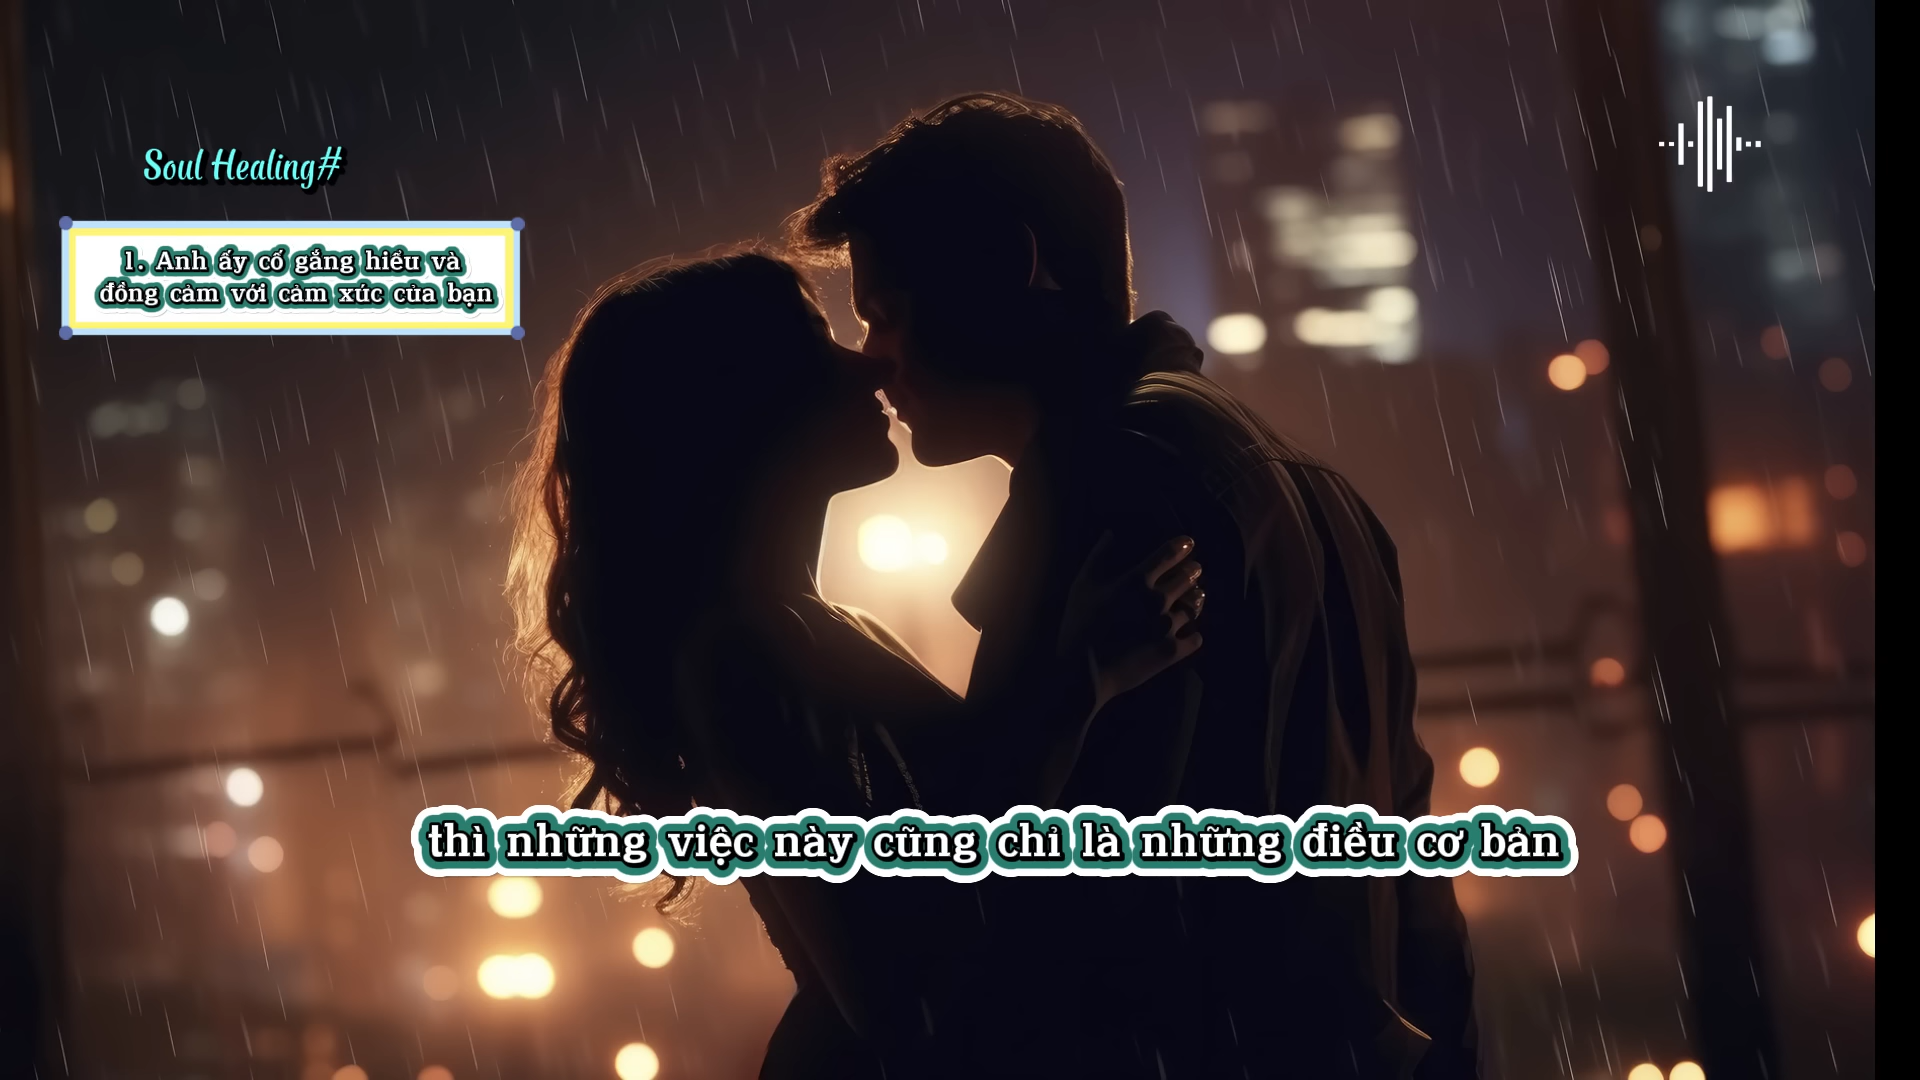 Soul Healing#
1. Anh ấy cố gắng hiểu và
đồng cảm với cảm xúc của bạn
thì những việc này cũng chỉ là những điều cơ bản